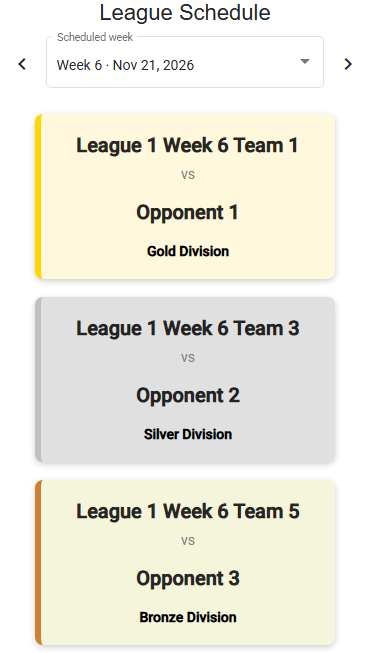 League Schedule
Scheduled week
Week 6 · Nov 21, 2026
League 1 Week 6 Team 1
vs
Opponent 1
Gold Division
League 1 Week 6 Team 3
vs
Opponent 2
Silver Division
League 1 Week 6 Team 5
vs
Opponent 3
Bronze Division